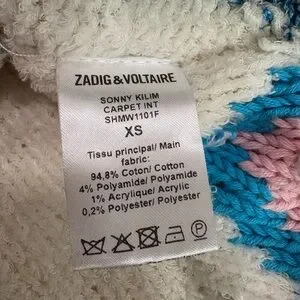 ZADIG & VOLTAIRE
SONNY KILIM
CARPET INT
SHMW1101F
XS
Tissu principal/ Main
fabric:
94,8% Coton/ Cotton
4% Polyamide/ Polyamide
1% Acrylique/ Acrylic
0,2% Polyester/ Polyester